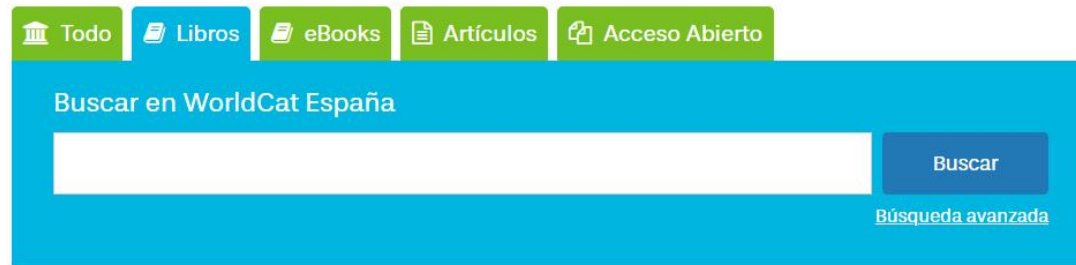 Todo Libros eBooks Artículos Acceso Abierto
Buscar en WorldCat España
Buscar
Búsqueda avanzada